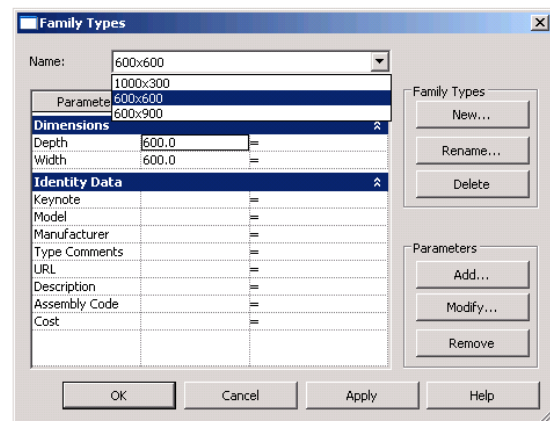 Family Types
Name: 600x600
1000x300
600x600
600x900
Paramete
Dimensions
Depth 600.0 =
Width 600.0 =
Identity Data
Keynote =
Model =
Manufacturer =
Type Comments =
URL =
Description =
Assembly Code =
Cost =
Family Types
New...
Rename...
Delete
Parameters
Add...
Modify...
Remove
OK Cancel Apply Help